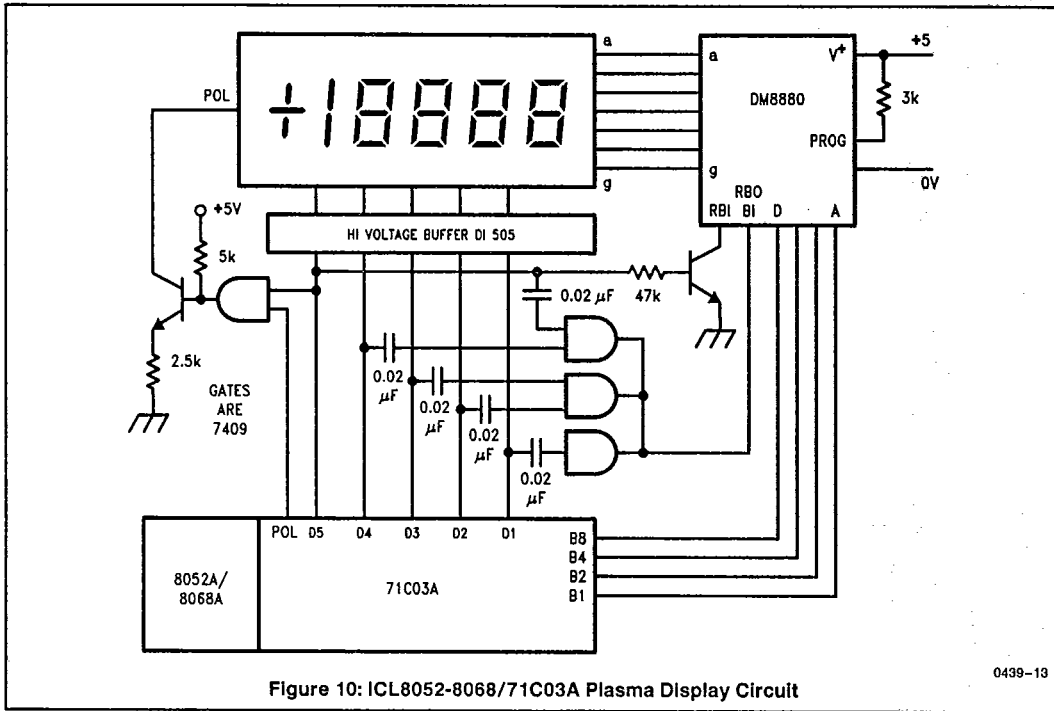 a
a
V+
+5
POL
+18888
DM8880
3k
PROG
g
g
0V
RBO
RBI BI D A
+5V
HI VOLTAGE BUFFER DI 505
5k
0.02 μF
47k
2.5k
0.02
μF
GATES
ARE
7409
0.02
μF
0.02
μF
0.02
μF
POL D5 D4 D3 D2 D1
B8
B4
B2
B1
8052A/
8068A
71C03A
0439-13
Figure 10: ICL8052-8068/71C03A Plasma Display Circuit